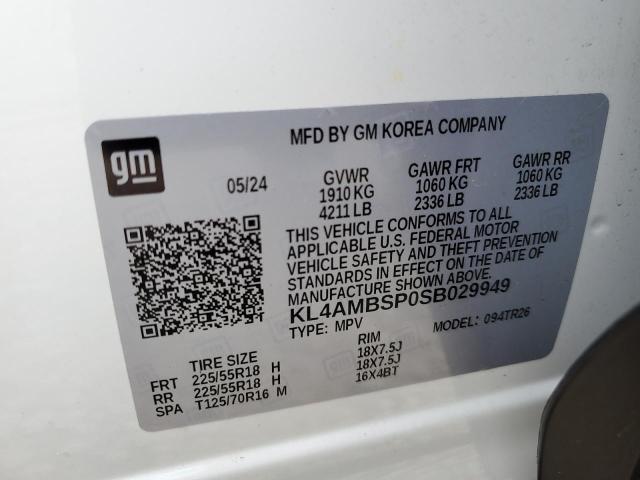 MFD BY GM KOREA COMPANY
gm
05/24
GVWR GAWR FRT GAWR RR
1910 KG 1060 KG 1060 KG
4211 LB 2336 LB 2336 LB
THIS VEHICLE CONFORMS TO ALL
APPLICABLE U.S. FEDERAL MOTOR
VEHICLE SAFETY AND THEFT PREVENTION
STANDARDS IN EFFECT ON THE DATE OF
MANUFACTURE SHOWN ABOVE.
KL4AMBSP0SB029949
TYPE: MPV MODEL: 094TR26
TIRE SIZE RIM
FRT 225/55R18 H 18X7.5J
RR 225/55R18 H 18X7.5J
SPA T125/70R16 M 16X4BT